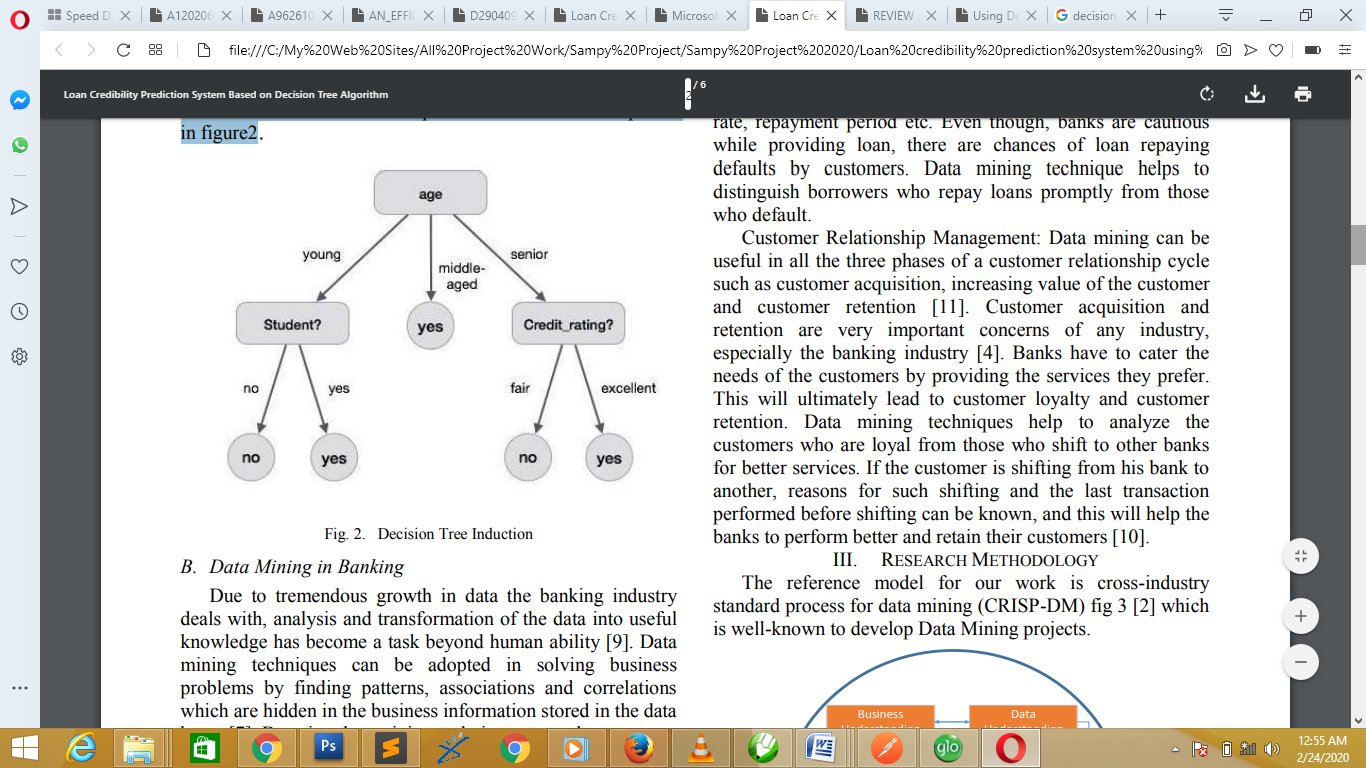 Speed D
A120206
A962610
AN_EFFI
D290409
Loan Cre
Microsof
Loan Cre
REVIEW
Using De
decision
file:///C:/My%20Web%20Sites/All%20Project%20Work/Sampy%20Project/Sampy%20Project%202020/Loan%20credibility%20prediction%20system%20using%
Loan Credibility Prediction System Based on Decision Tree Algorithm
2 / 6
in figure2.
age
young
middle-
aged
senior
Student?
yes
Credit_rating?
no
yes
fair
excellent
no
yes
no
yes
Fig. 2. Decision Tree Induction
B. Data Mining in Banking
Due to tremendous growth in data the banking industry
deals with, analysis and transformation of the data into useful
knowledge has become a task beyond human ability [9]. Data
mining techniques can be adopted in solving business
problems by finding patterns, associations and correlations
which are hidden in the business information stored in the data
rate, repayment period etc. Even though, banks are cautious
while providing loan, there are chances of loan repaying
defaults by customers. Data mining technique helps to
distinguish borrowers who repay loans promptly from those
who default.
Customer Relationship Management: Data mining can be
useful in all the three phases of a customer relationship cycle
such as customer acquisition, increasing value of the customer
and customer retention [11]. Customer acquisition and
retention are very important concerns of any industry,
especially the banking industry [4]. Banks have to cater the
needs of the customers by providing the services they prefer.
This will ultimately lead to customer loyalty and customer
retention. Data mining techniques help to analyze the
customers who are loyal from those who shift to other banks
for better services. If the customer is shifting from his bank to
another, reasons for such shifting and the last transaction
performed before shifting can be known, and this will help the
banks to perform better and retain their customers [10].
III. RESEARCH METHODOLOGY
The reference model for our work is cross-industry
standard process for data mining (CRISP-DM) fig 3 [2] which
is well-known to develop Data Mining projects.
Business
Understanding
Data
Understanding
Ps
glo
12:55 AM
2/24/2020